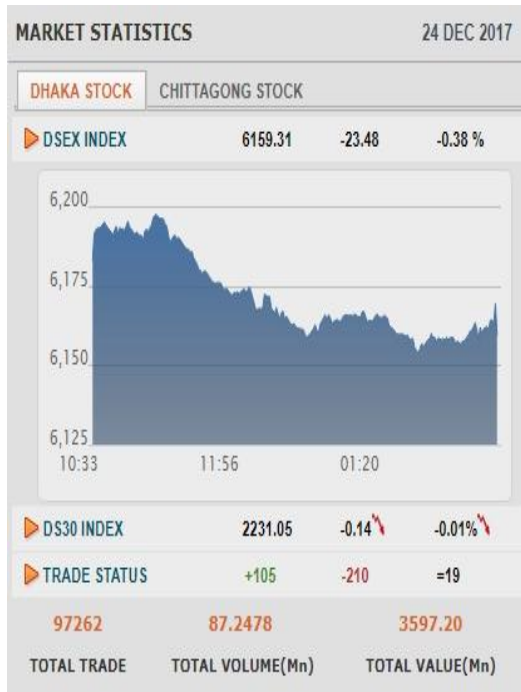 MARKET STATISTICS 24 DEC 2017
DHAKA STOCK CHITTAGONG STOCK
DSEX INDEX 6159.31 -23.48 -0.38 %
6,200
6,175
6,150
6,125
10:33 11:56 01:20
DS30 INDEX 2231.05 -0.14 -0.01%
TRADE STATUS +105 -210 =19
97262 87.2478 3597.20
TOTAL TRADE TOTAL VOLUME(Mn) TOTAL VALUE(Mn)